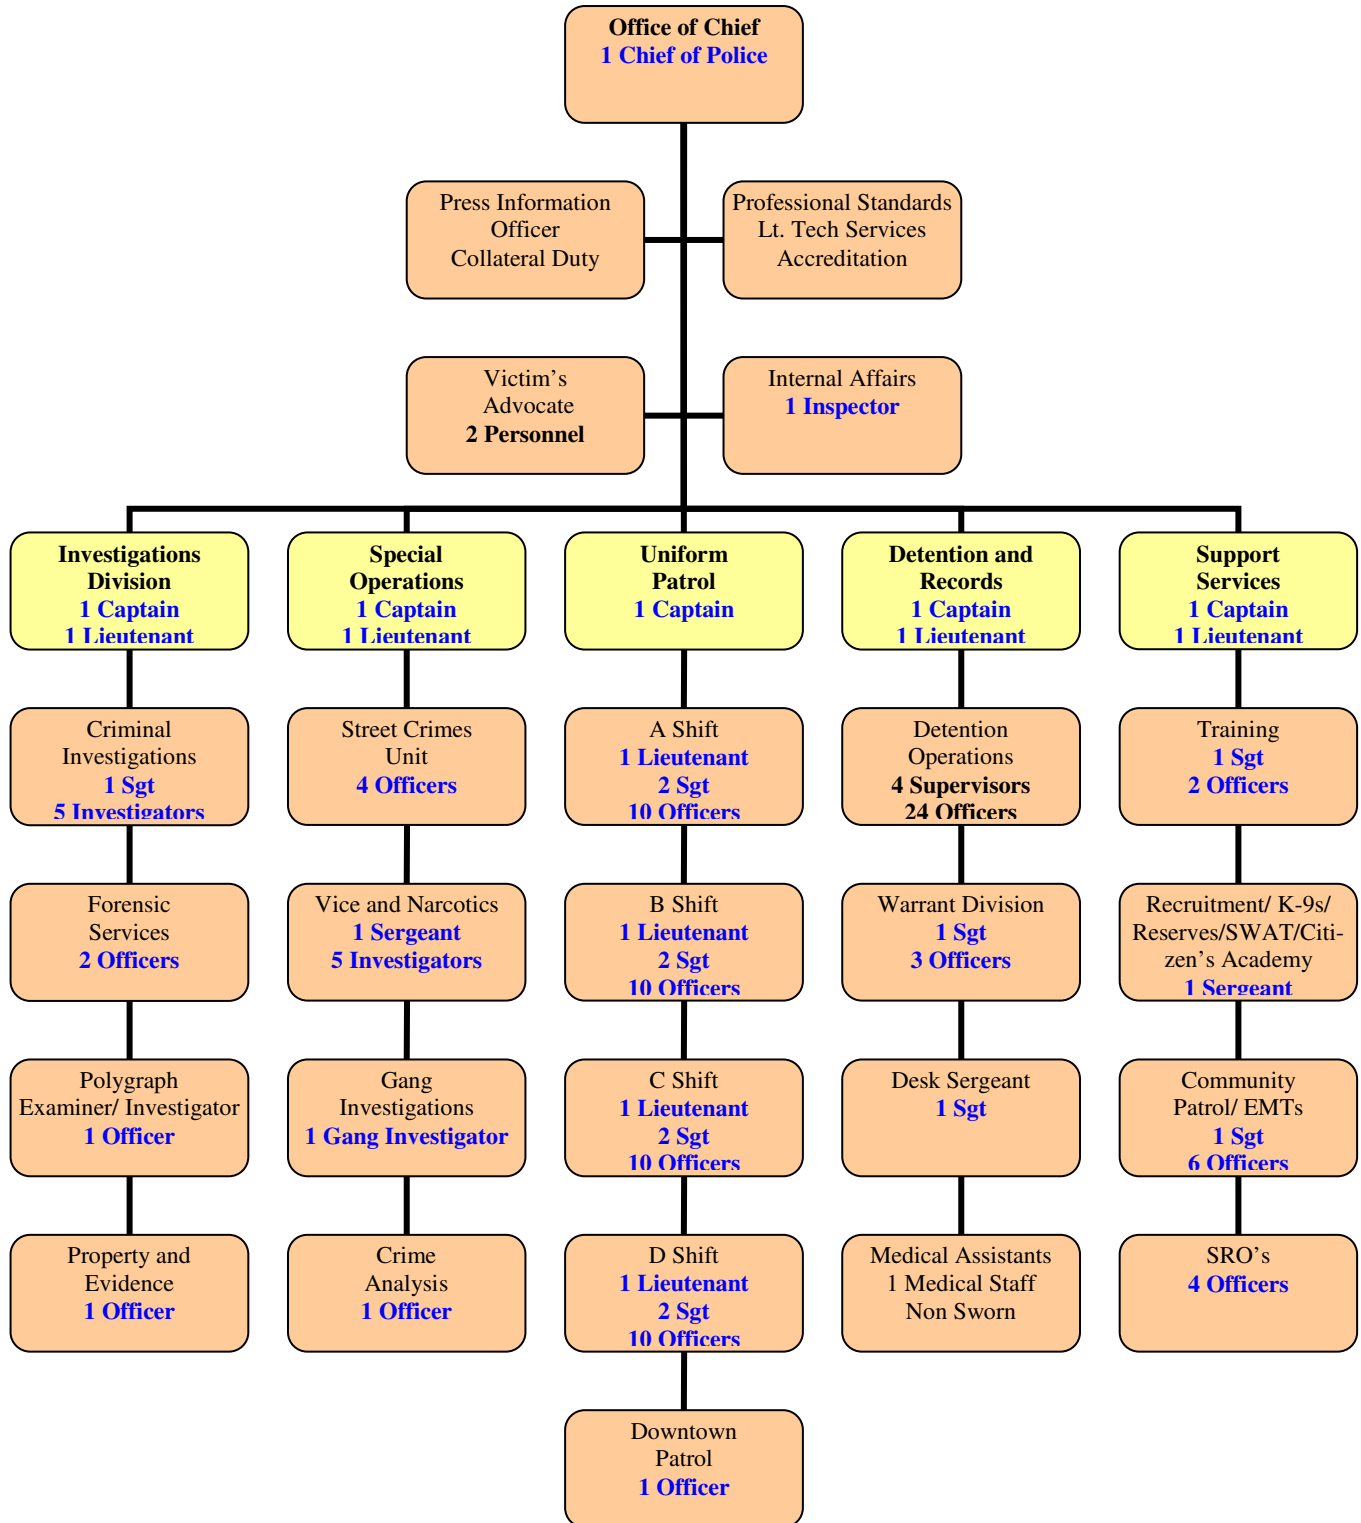 Office of Chief
1 Chief of Police
Press Information
Officer
Collateral Duty
Professional Standards
Lt. Tech Services
Accreditation
Victim’s
Advocate
2 Personnel
Internal Affairs
1 Inspector
Investigations
Division
1 Captain
1 Lieutenant
Special
Operations
1 Captain
1 Lieutenant
Uniform
Patrol
1 Captain
Detention and
Records
1 Captain
1 Lieutenant
Support
Services
1 Captain
1 Lieutenant
Criminal
Investigations
1 Sgt
5 Investigators
Street Crimes
Unit
4 Officers
A Shift
1 Lieutenant
2 Sgt
10 Officers
Detention
Operations
4 Supervisors
24 Officers
Training
1 Sgt
2 Officers
Forensic
Services
2 Officers
Vice and Narcotics
1 Sergeant
5 Investigators
B Shift
1 Lieutenant
2 Sgt
10 Officers
Warrant Division
1 Sgt
3 Officers
Recruitment/ K-9s/
Reserves/SWAT/Citi-
zen’s Academy
1 Sergeant
Polygraph
Examiner/ Investigator
1 Officer
Gang
Investigations
1 Gang Investigator
C Shift
1 Lieutenant
2 Sgt
10 Officers
Desk Sergeant
1 Sgt
Community
Patrol/ EMTs
1 Sgt
6 Officers
Property and
Evidence
1 Officer
Crime
Analysis
1 Officer
D Shift
1 Lieutenant
2 Sgt
10 Officers
Medical Assistants
1 Medical Staff
Non Sworn
SRO’s
4 Officers
Downtown
Patrol
1 Officer